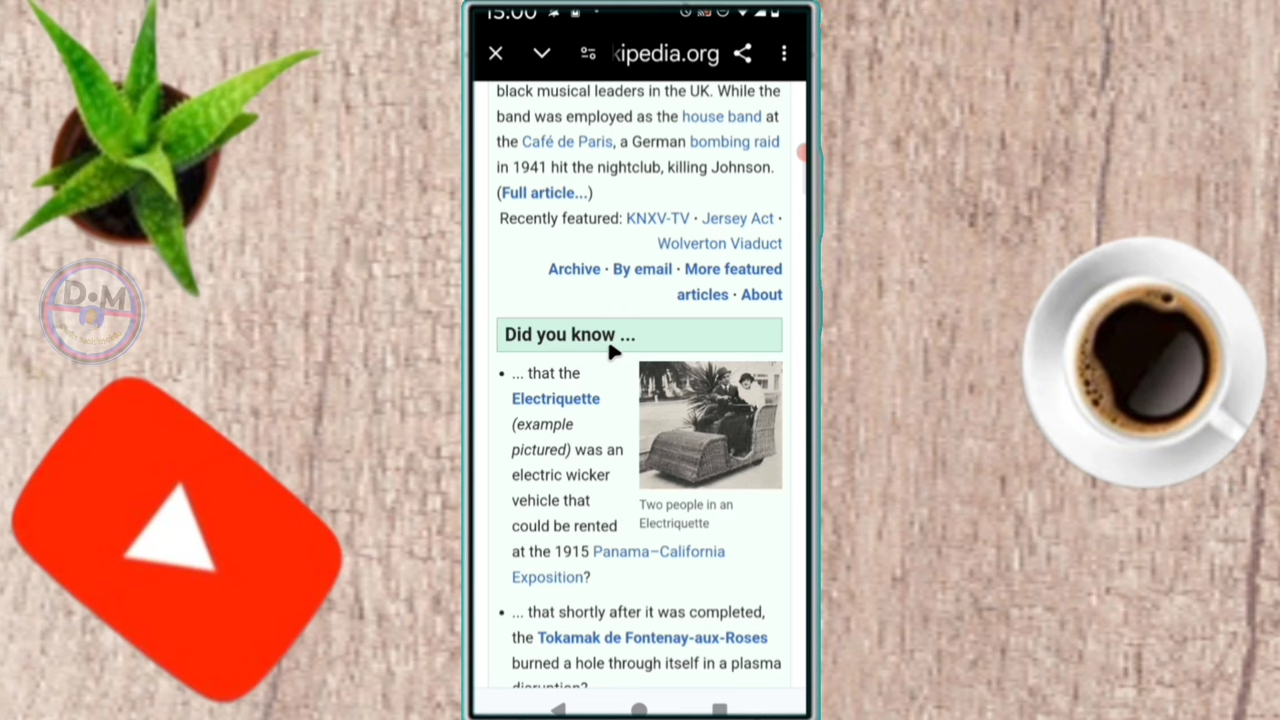 15:00
kipedia.org
black musical leaders in the UK. While the
band was employed as the house band at
the Café de Paris, a German bombing raid
in 1941 hit the nightclub, killing Johnson.
(Full article...)
Recently featured: KNXV-TV · Jersey Act ·
Wolverton Viaduct
Archive · By email · More featured
articles · About
Did you know ...
• ... that the
Electriquette
(example
pictured) was an
electric wicker
vehicle that
could be rented
at the 1915 Panama–California
Exposition?
Two people in an
Electriquette
• ... that shortly after it was completed,
the Tokamak de Fontenay-aux-Roses
burned a hole through itself in a plasma
disruption?
D•M